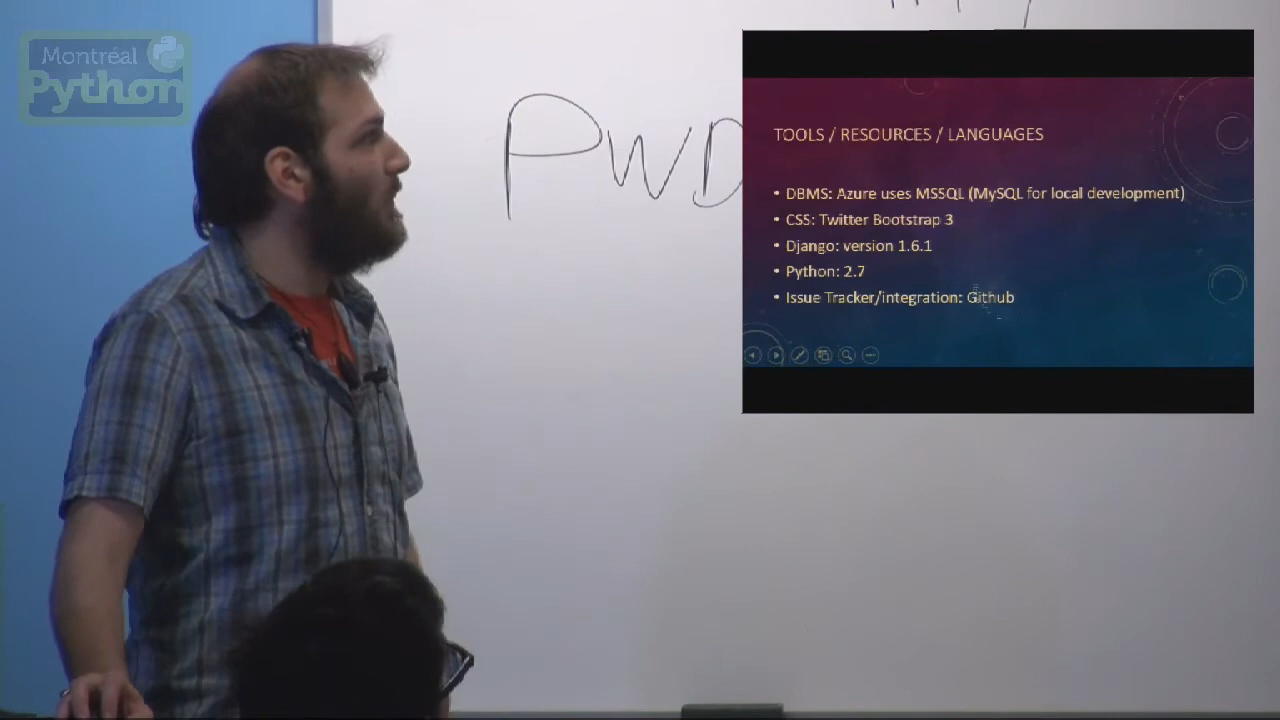 Montréal
Python
PWD
TOOLS / RESOURCES / LANGUAGES
• DBMS: Azure uses MSSQL (MySQL for local development)
• CSS: Twitter Bootstrap 3
• Django: version 1.6.1
• Python: 2.7
• Issue Tracker/integration: Github